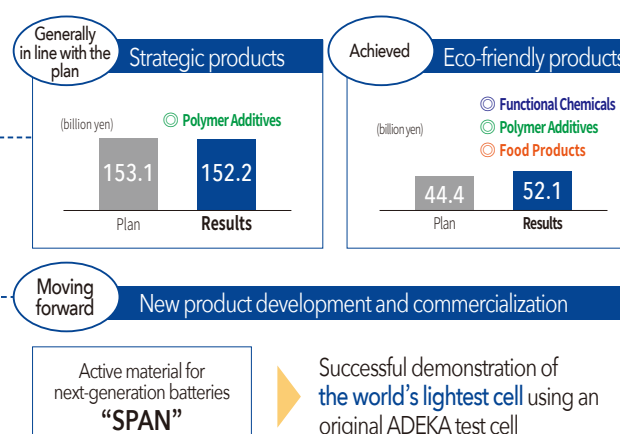 Generally
in line with the
plan
Strategic products
(billion yen)
◎ Polymer Additives
153.1
152.2
Plan
Results
Achieved
Eco-friendly products
(billion yen)
◎ Functional Chemicals
◎ Polymer Additives
◎ Food Products
44.4
52.1
Plan
Results
Moving
forward
New product development and commercialization
Active material for
next-generation batteries
“SPAN”
Successful demonstration of
the world’s lightest cell using an
original ADEKA test cell